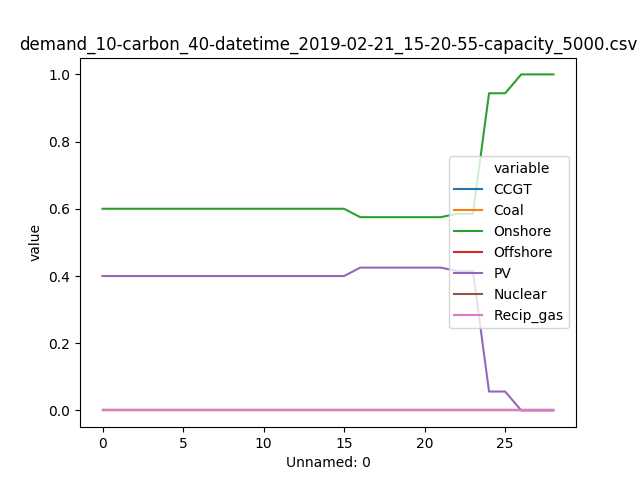 demand_10-carbon_40-datetime_2019-02-21_15-20-55-capacity_5000.csv
1.0
0.8
0.6
0.4
0.2
0.0
value
variable
CCGT
Coal
Onshore
Offshore
PV
Nuclear
Recip_gas
0 5 10 15 20 25
Unnamed: 0